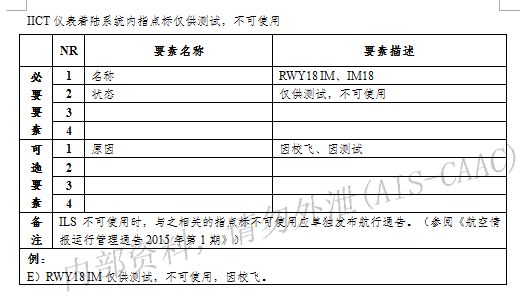 IICT 仪表着陆系统内指点标仅供测试，不可使用
NR 要素名称 要素描述
必要要素
1 名称 RWY18 IM、IM18
2 状态 仅供测试，不可使用
3
4
可选要素
1 原因 因校飞、因测试
2
3
4
备注
ILS 不可使用时，与之相关的指点标不可使用应单独发布航行通告。（参阅《航空情
报运行管理通告 2015 年第 1 期》）
例：
E）RWY18 IM 仅供测试，不可使用，因校飞。
内部资料，请勿外泄(AIS-CAAC)